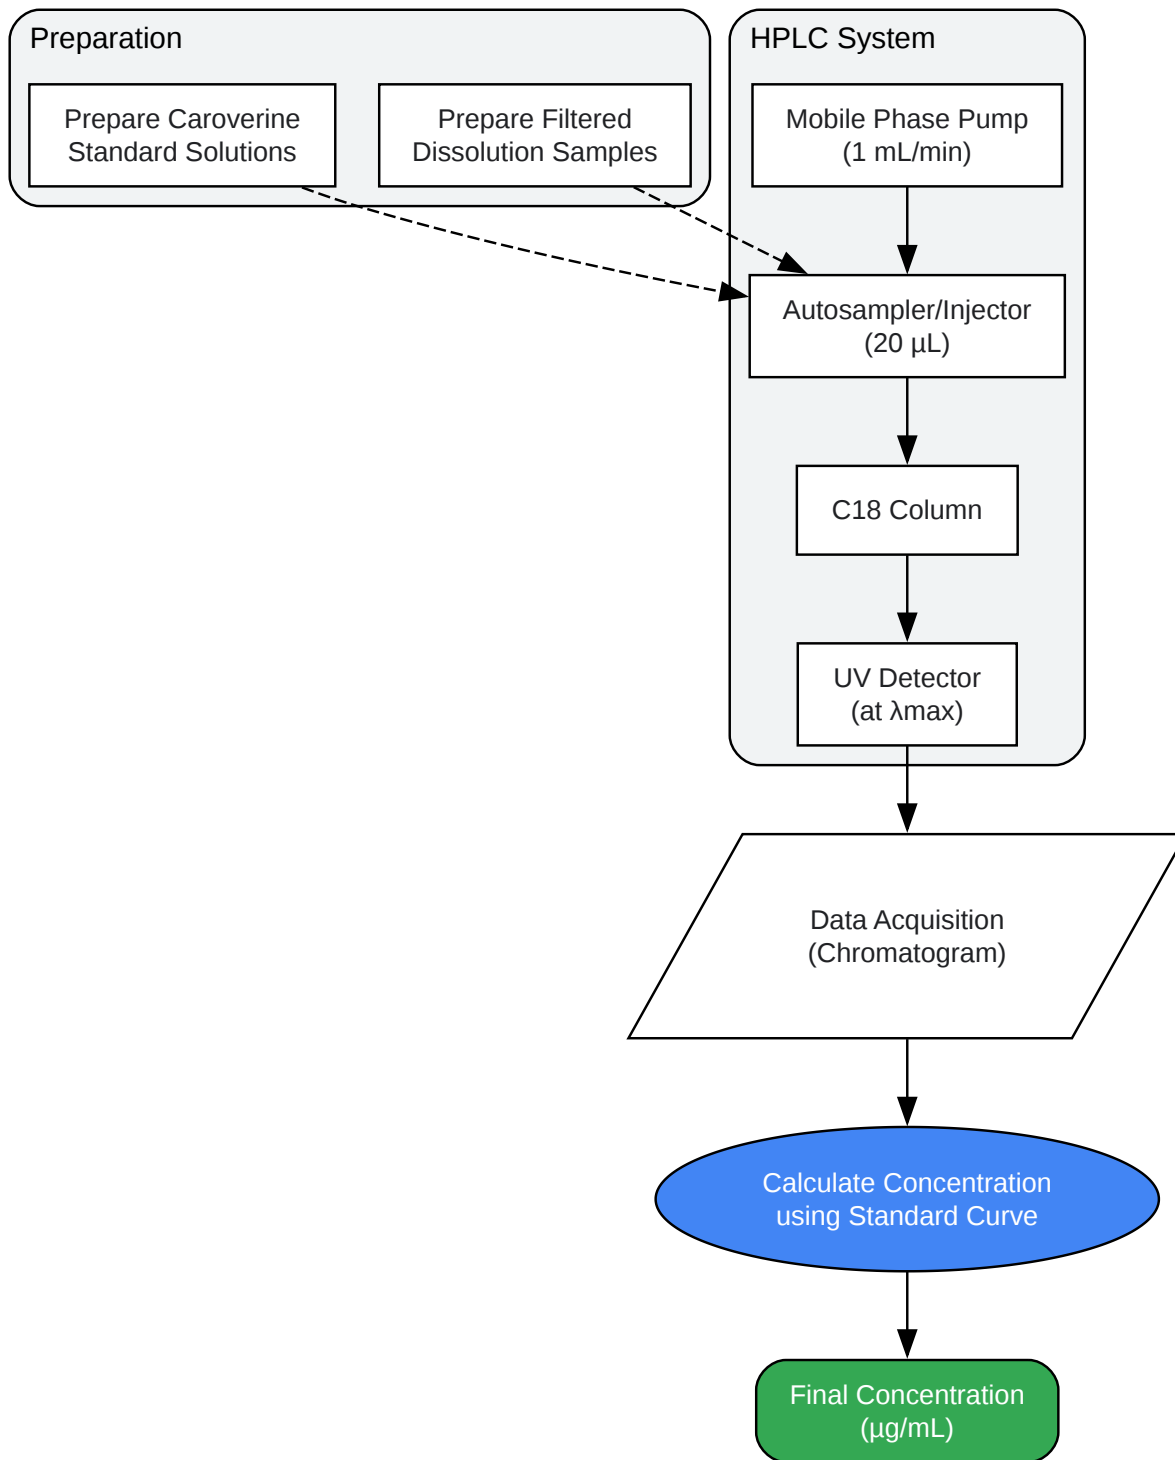 Preparation
Prepare Caroverine
Standard Solutions
Prepare Filtered
Dissolution Samples
HPLC System
Mobile Phase Pump
(1 mL/min)
Autosampler/Injector
(20 µL)
C18 Column
UV Detector
(at λmax)
Data Acquisition
(Chromatogram)
Calculate Concentration
using Standard Curve
Final Concentration
(µg/mL)